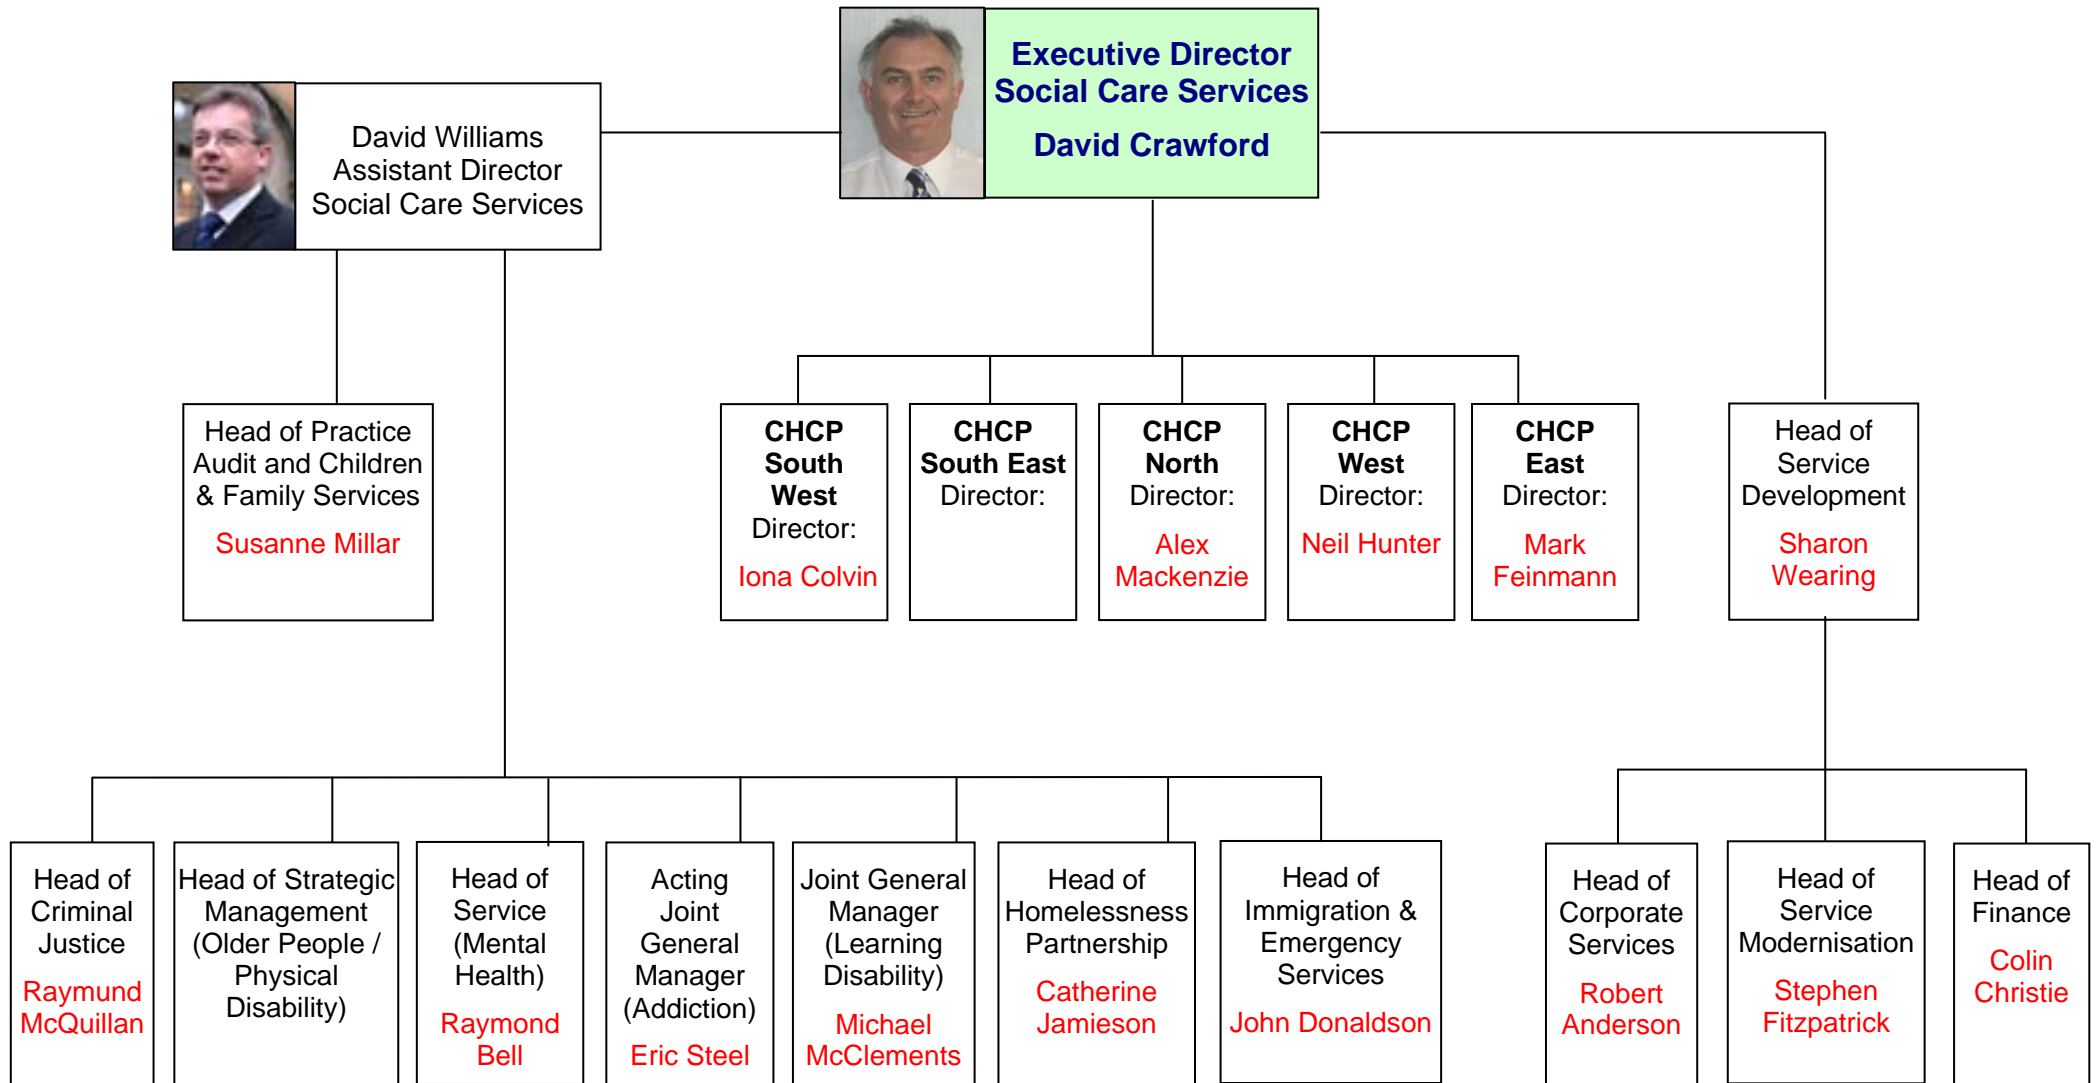 Executive Director
Social Care Services
David Crawford
David Williams
Assistant Director
Social Care Services
Head of Practice
Audit and Children
& Family Services
Susanne Millar
CHCP
South
West
Director:
Iona Colvin
CHCP
South East
Director:
CHCP
North
Director:
Alex
Mackenzie
CHCP
West
Director:
Neil Hunter
CHCP
East
Director:
Mark
Feinmann
Head of
Service
Development
Sharon
Wearing
Head of
Criminal
Justice
Raymund
McQuillan
Head of Strategic
Management
(Older People /
Physical
Disability)
Head of
Service
(Mental
Health)
Raymond
Bell
Acting
Joint
General
Manager
(Addiction)
Eric Steel
Joint General
Manager
(Learning
Disability)
Michael
McClements
Head of
Homelessness
Partnership
Catherine
Jamieson
Head of
Immigration &
Emergency
Services
John Donaldson
Head of
Corporate
Services
Robert
Anderson
Head of
Service
Modernisation
Stephen
Fitzpatrick
Head of
Finance
Colin
Christie